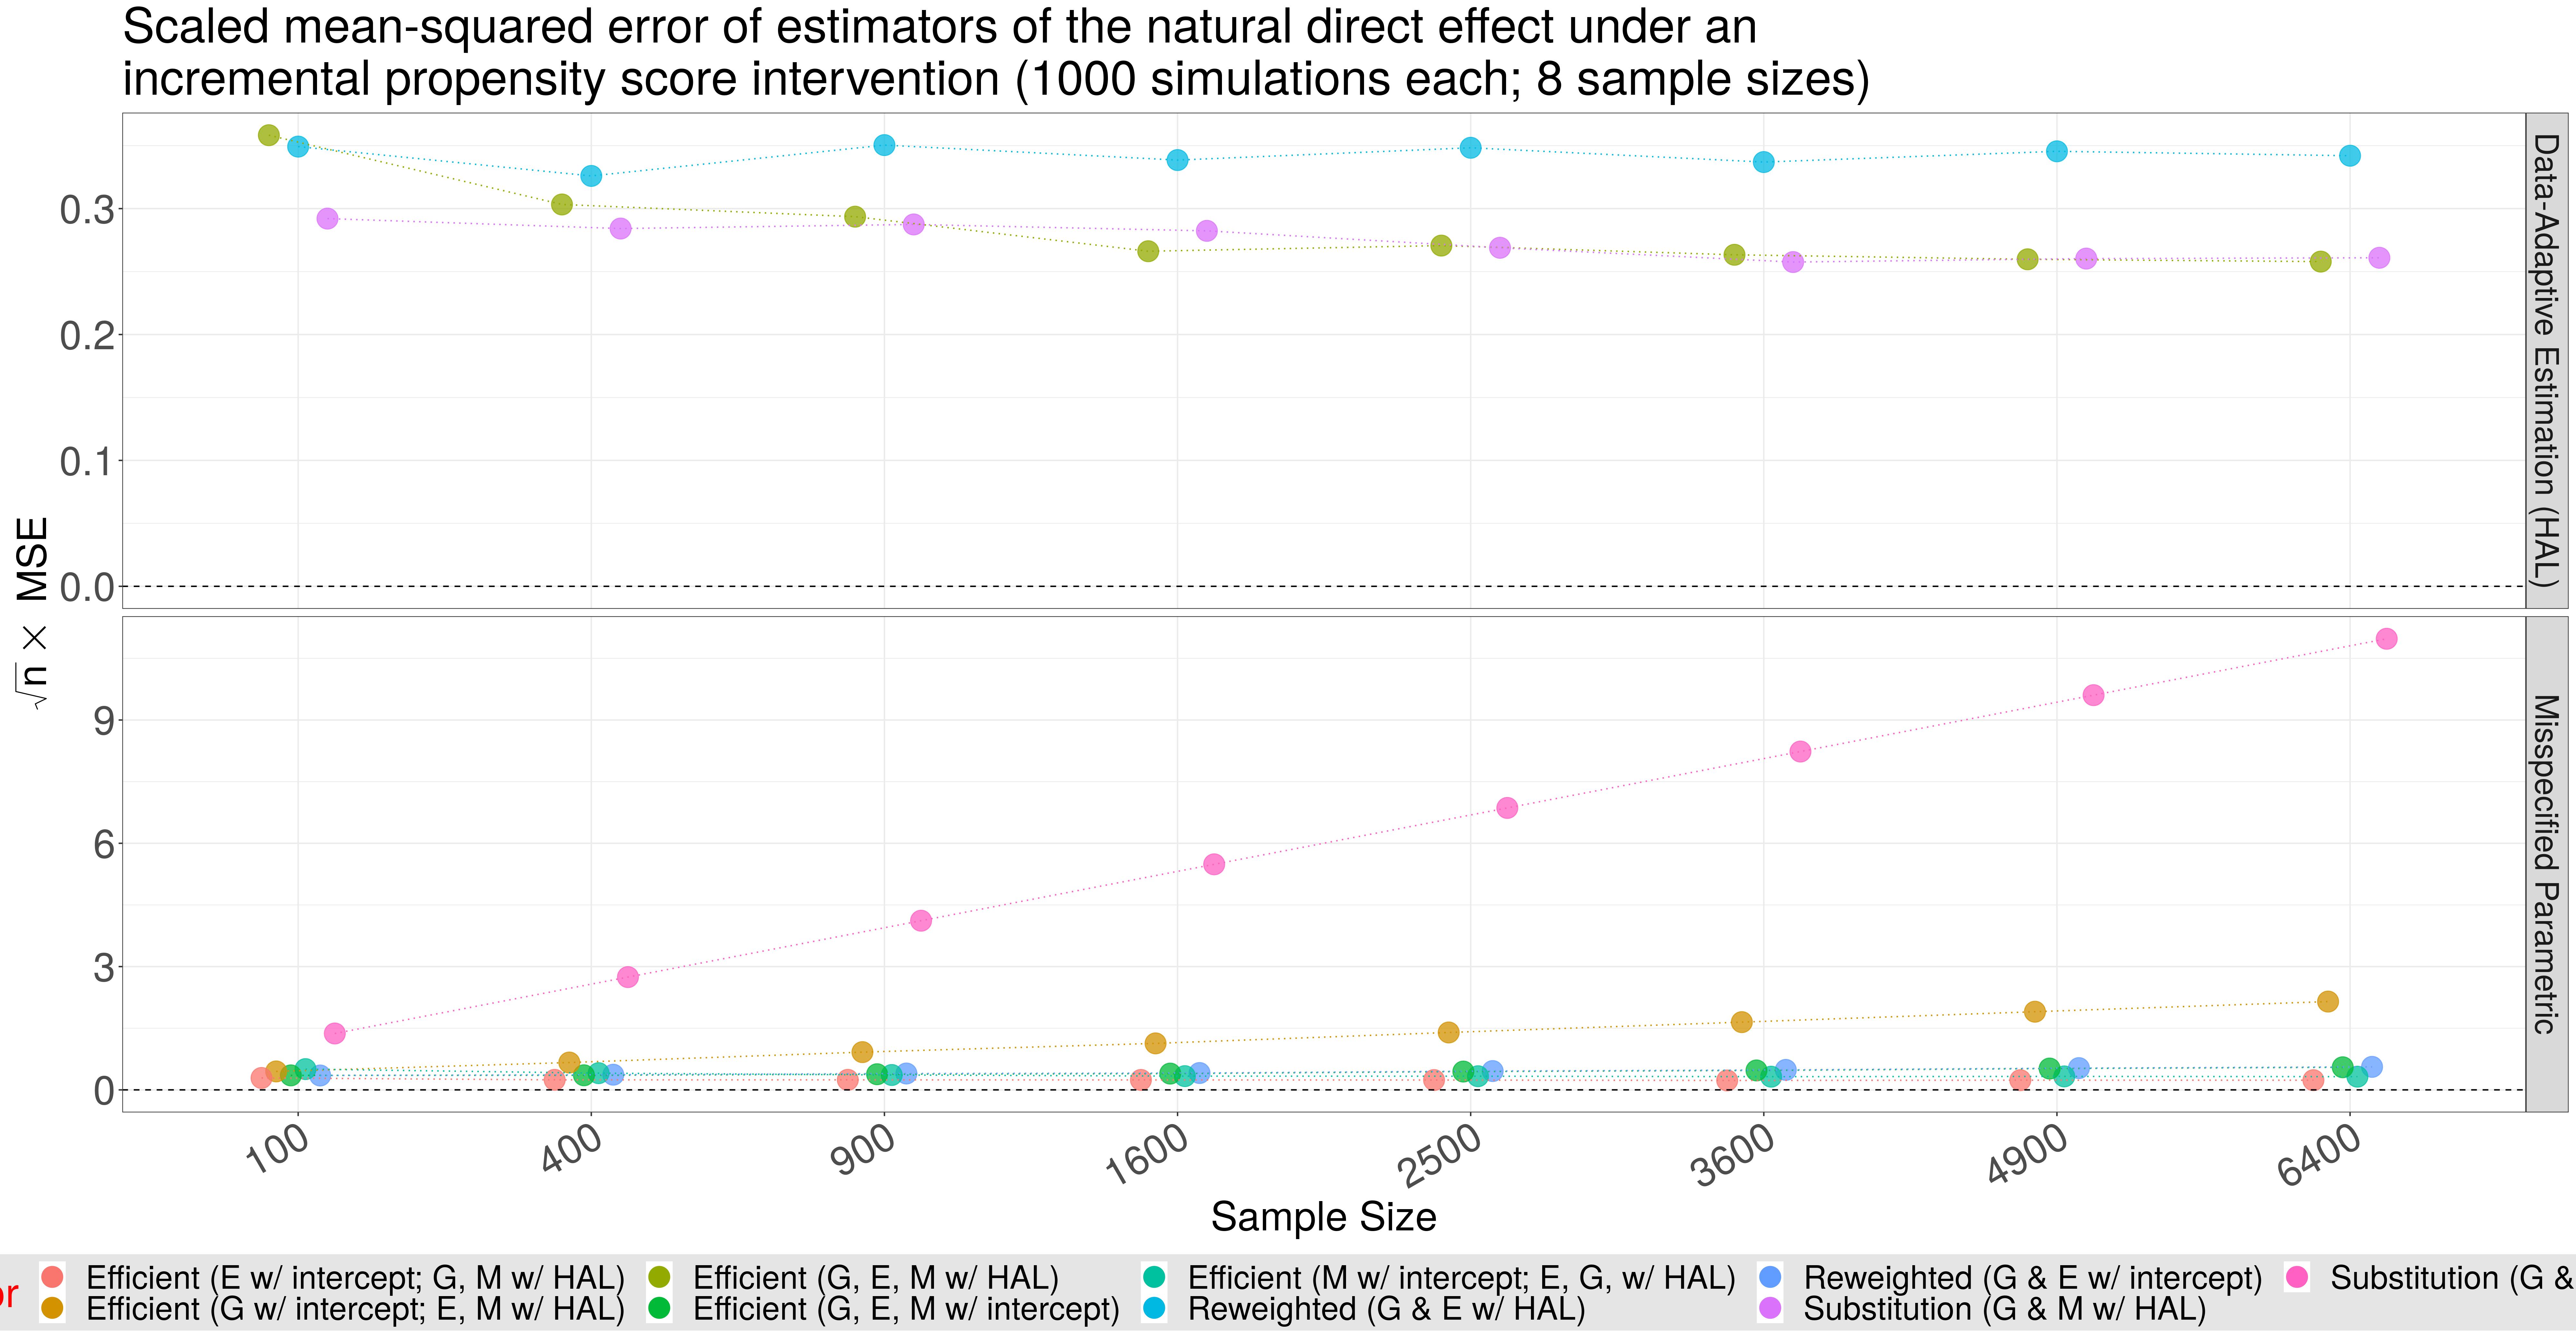 Scaled mean-squared error of estimators of the natural direct effect under an
incremental propensity score intervention (1000 simulations each; 8 sample sizes)
√n × MSE
0.3
0.2
0.1
0.0
Data-Adaptive Estimation (HAL)
9
6
3
0
Misspecified Parametric
100 400 900 1600 2500 3600 4900 6400
Sample Size
or
Efficient (E w/ intercept; G, M w/ HAL)
Efficient (G w/ intercept; E, M w/ HAL)
Efficient (G, E, M w/ HAL)
Efficient (G, E, M w/ intercept)
Efficient (M w/ intercept; E, G, w/ HAL)
Reweighted (G & E w/ HAL)
Reweighted (G & E w/ intercept)
Substitution (G & M w/ HAL)
Substitution (G &